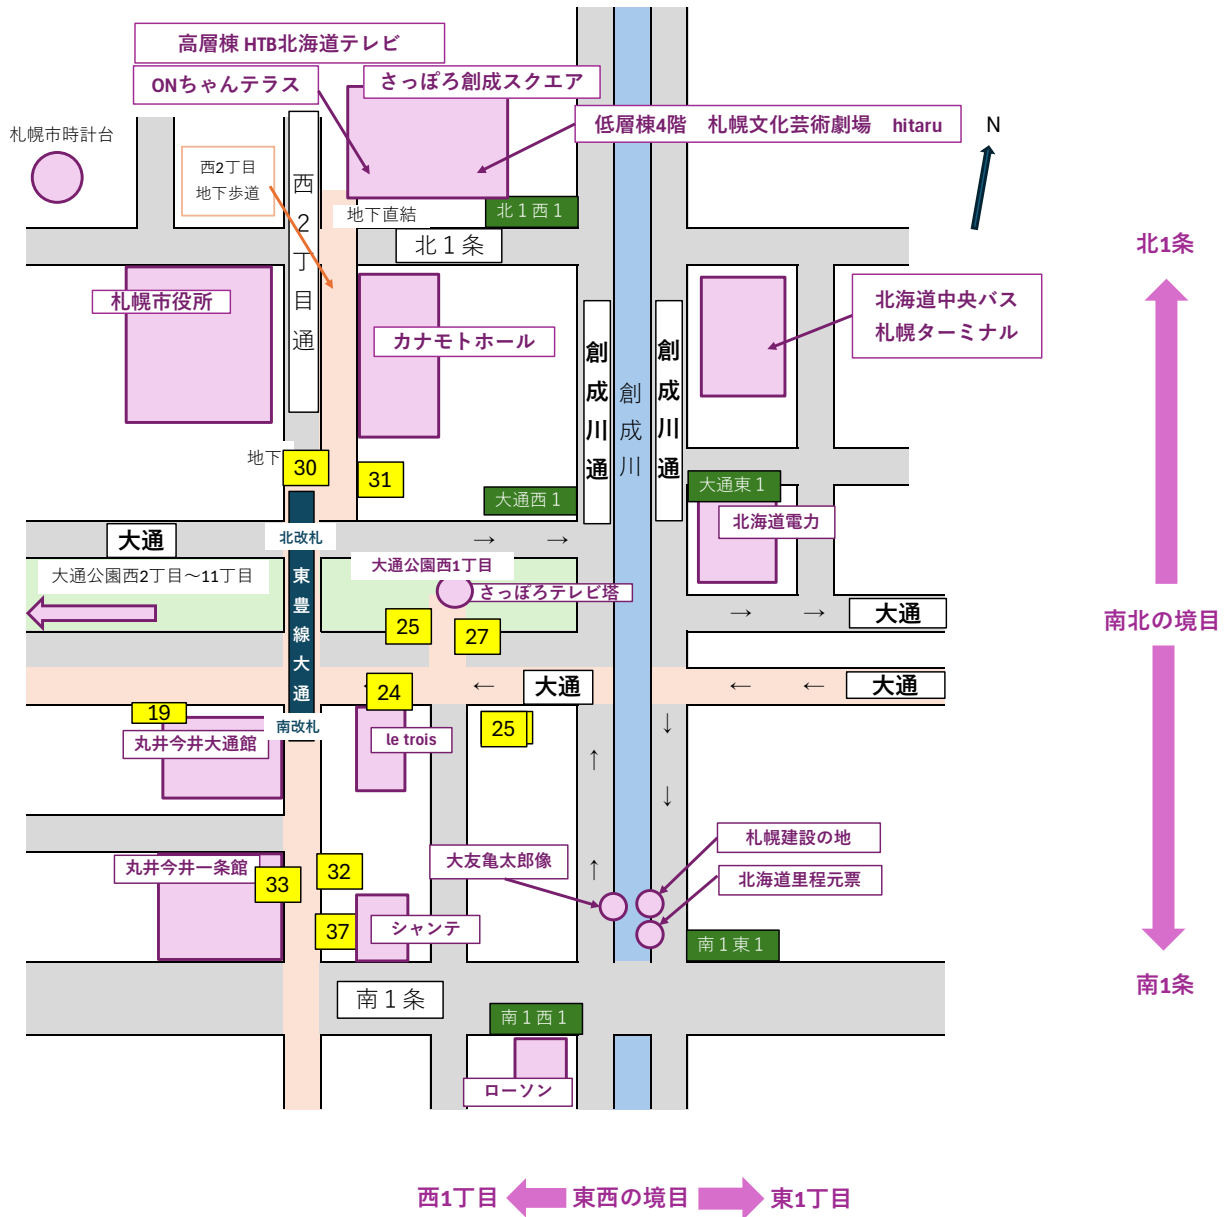 高層棟 HTB北海道テレビ
ONちゃんテラス
さっぽろ創成スクエア
低層棟4階　札幌文化芸術劇場　hitaru
N
札幌市時計台
西2丁目
地下歩道
西2丁目通
地下直結
北1西1
北1条
北1条
札幌市役所
カナモトホール
北海道中央バス
札幌ターミナル
創成川通
創成川
創成川通
地下
30
31
大通西1
大通東1
北海道電力
大通
北改札
→
→
大通公園西2丁目～11丁目
東豊線大通
大通公園西1丁目
さっぽろテレビ塔
25
27
→
→
大通
南北の境目
24
←
大通
←
←
大通
19
南改札
丸井今井大通館
le trois
25
↑
↓
↓
丸井今井一条館
33
32
37
シャンテ
大友亀太郎像
↑
札幌建設の地
北海道里程元票
南1東1
南1条
南1条
南1西1
ローソン
西1丁目
東西の境目
東1丁目